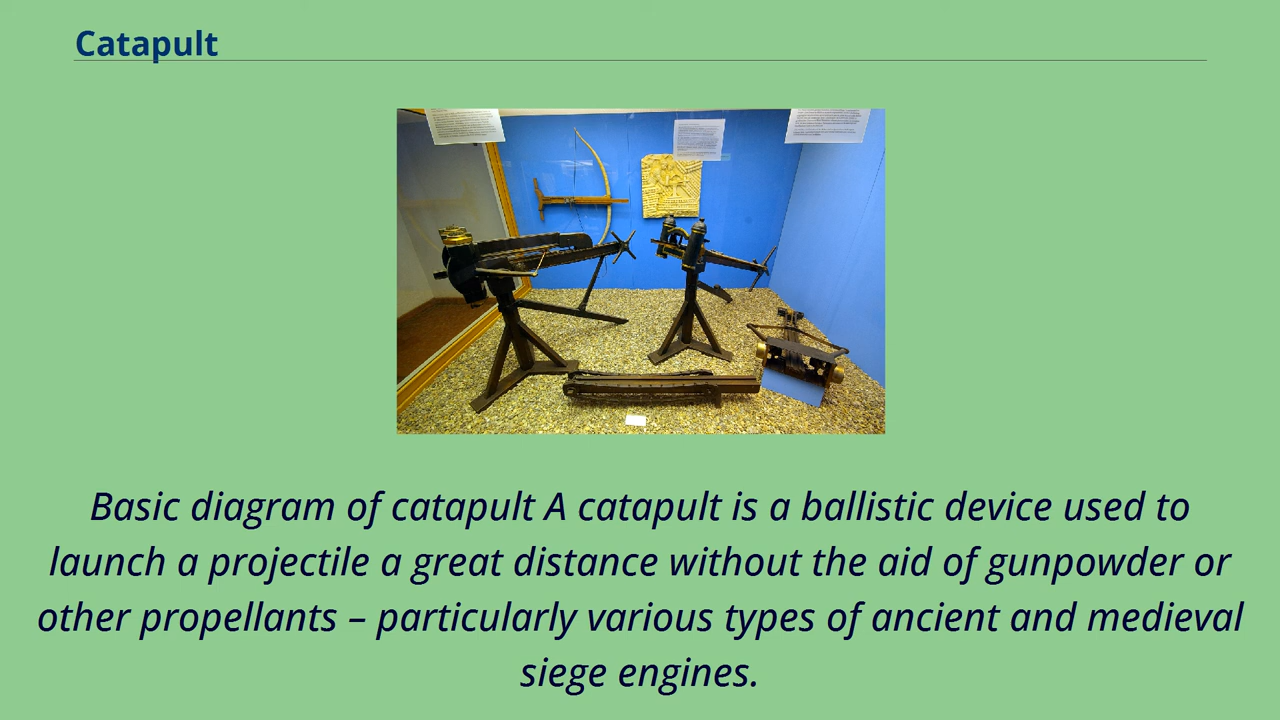 Catapult
Basic diagram of catapult A catapult is a ballistic device used to
launch a projectile a great distance without the aid of gunpowder or
other propellants – particularly various types of ancient and medieval
siege engines.